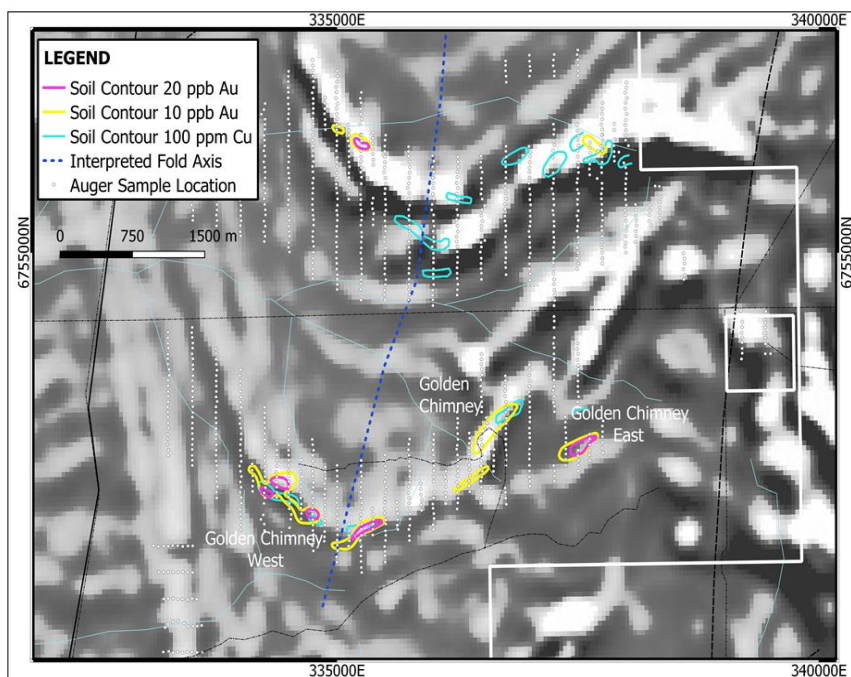 335000E
340000E
LEGEND
Soil Contour 20 ppb Au
Soil Contour 10 ppb Au
Soil Contour 100 ppm Cu
Interpreted Fold Axis
Auger Sample Location
0 750 1500 m
6755000N
6755000N
Golden
Chimney
Golden Chimney
East
Golden Chimney
West
335000E
340000E